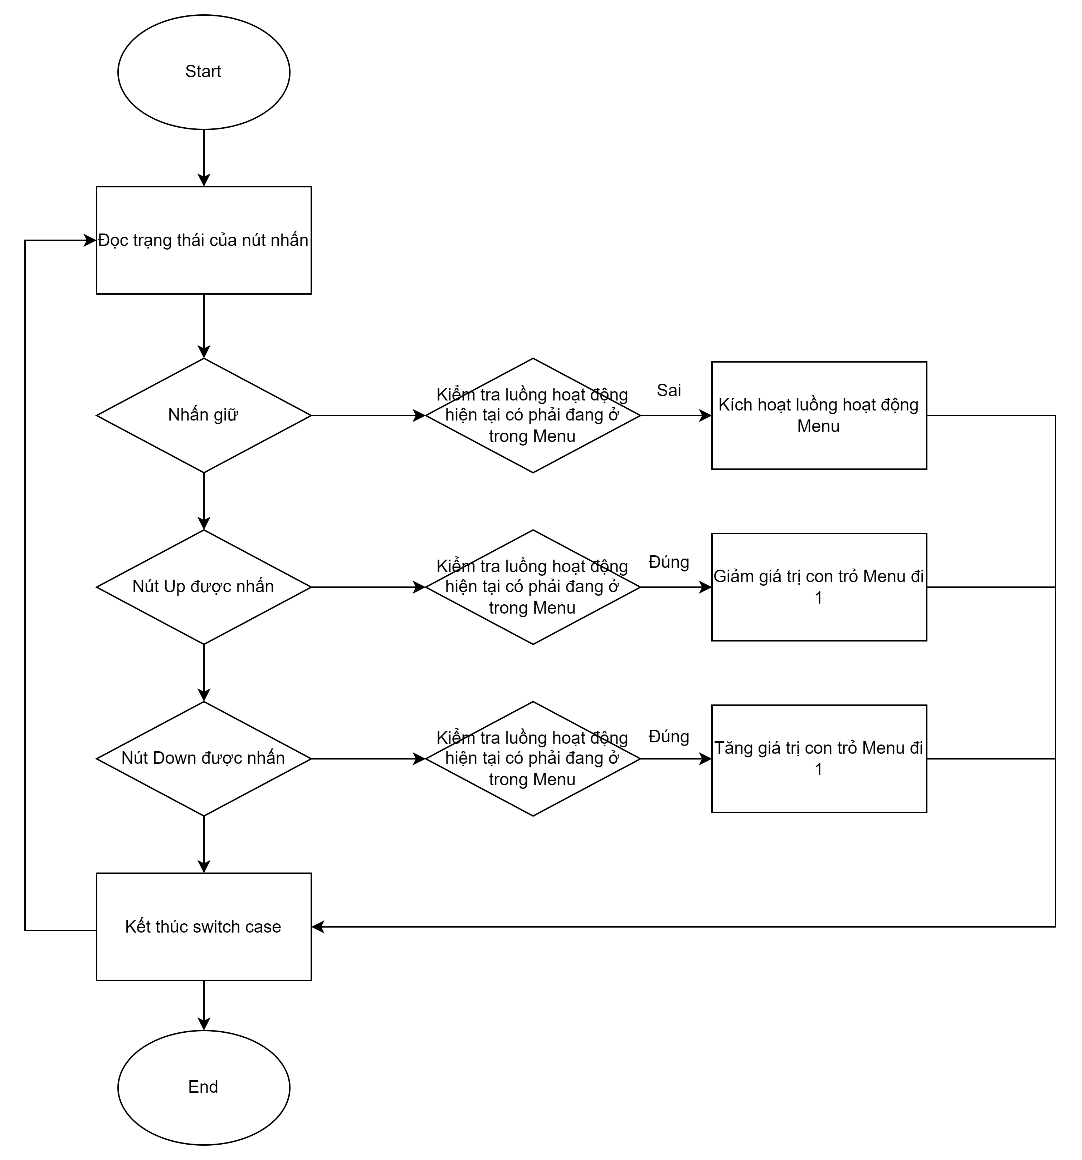 Start
Đọc trạng thái của nút nhấn
Nhấn giữ
Kiểm tra luồng hoạt động
hiện tại có phải đang ở
trong Menu
Sai
Kích hoạt luồng hoạt động
Menu
Nút Up được nhấn
Kiểm tra luồng hoạt động
hiện tại có phải đang ở
trong Menu
Đúng
Giảm giá trị con trỏ Menu đi
1
Nút Down được nhấn
Kiểm tra luồng hoạt động
hiện tại có phải đang ở
trong Menu
Đúng
Tăng giá trị con trỏ Menu đi
1
Kết thúc switch case
End